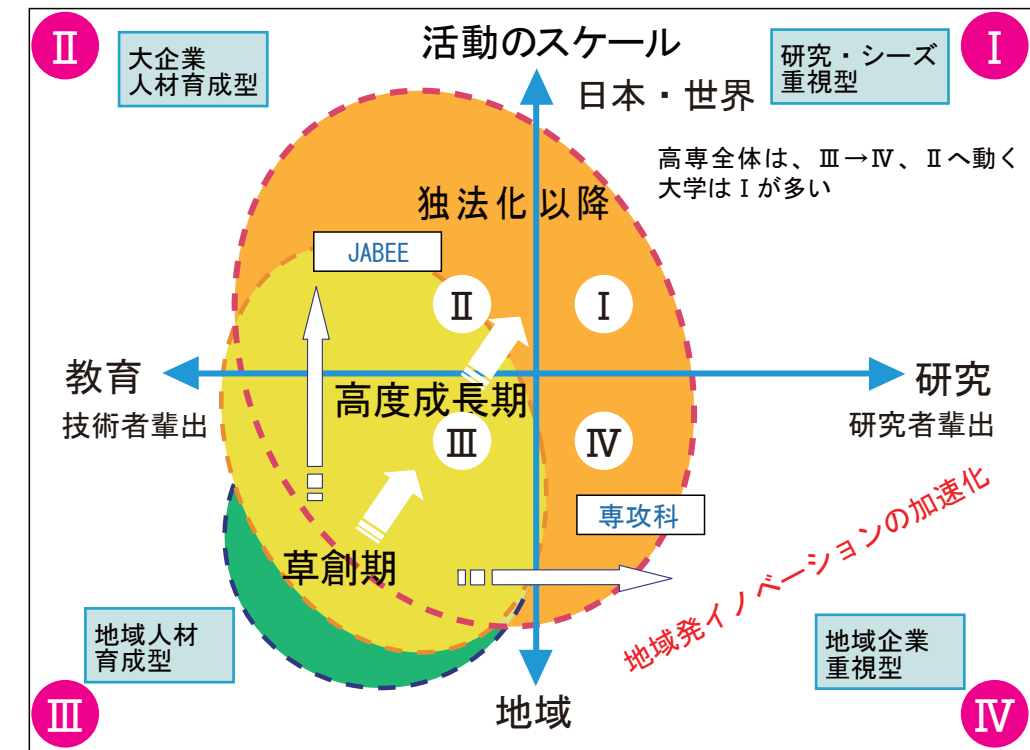 Ⅱ
大企業
人材育成型
活動のスケール
日本・世界
研究・シーズ
重視型
Ⅰ
高専全体は、Ⅲ→Ⅳ、Ⅱへ動く
大学はⅠが多い
独法化以降
JABEE
Ⅱ
Ⅰ
教育
技術者輩出
高度成長期
研究
研究者輩出
Ⅲ
Ⅳ
専攻科
草創期
地域発イノベーションの加速化
地域人材
育成型
地域企業
重視型
Ⅲ
地域
Ⅳ